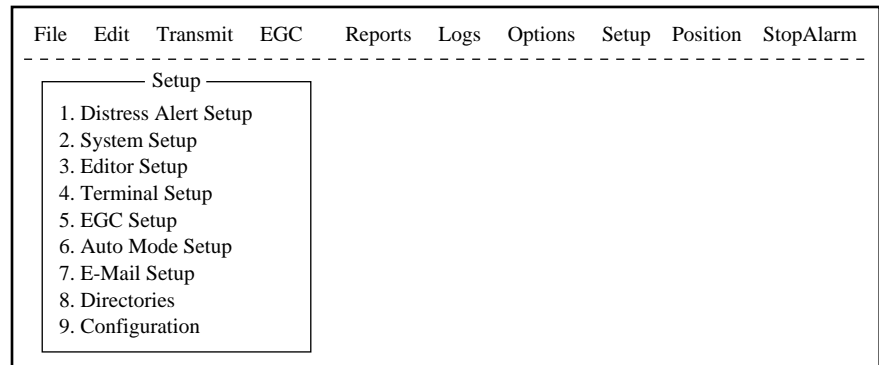 File Edit Transmit EGC Reports Logs Options Setup Position StopAlarm
Setup
1. Distress Alert Setup
2. System Setup
3. Editor Setup
4. Terminal Setup
5. EGC Setup
6. Auto Mode Setup
7. E-Mail Setup
8. Directories
9. Configuration